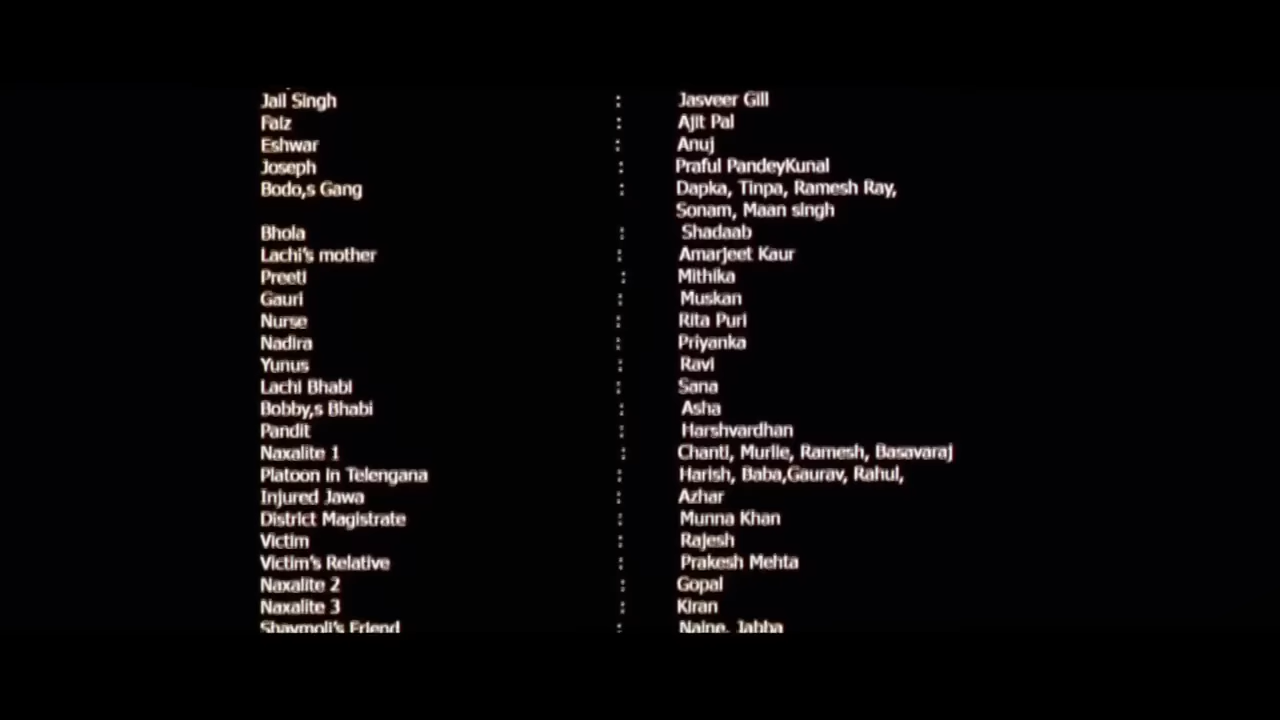 Jail Singh : Jasveer Gill
Faiz : Ajit Pal
Eshwar : Anuj
Joseph : Praful PandeyKunal
Bodo,s Gang : Dapka, Tinpa, Ramesh Ray,
Sonam, Maan singh
Bhola : Shadaab
Lachi's mother : Amarjeet Kaur
Preeti : Mithika
Gauri : Muskan
Nurse : Rita Puri
Nadira : Priyanka
Yunus : Ravi
Lachi Bhabi : Sana
Bobby,s Bhabi : Asha
Pandit : Harshvardhan
Naxalite 1 : Chanti, Murlie, Ramesh, Basavaraj
Platoon in Telengana : Harish, Baba,Gaurav, Rahul,
Injured Jawa : Azhar
District Magistrate : Munna Khan
Victim : Rajesh
Victim's Relative : Prakesh Mehta
Naxalite 2 : Gopal
Naxalite 3 : Kiran
Shaymoli's Friend : Naine, Jabba